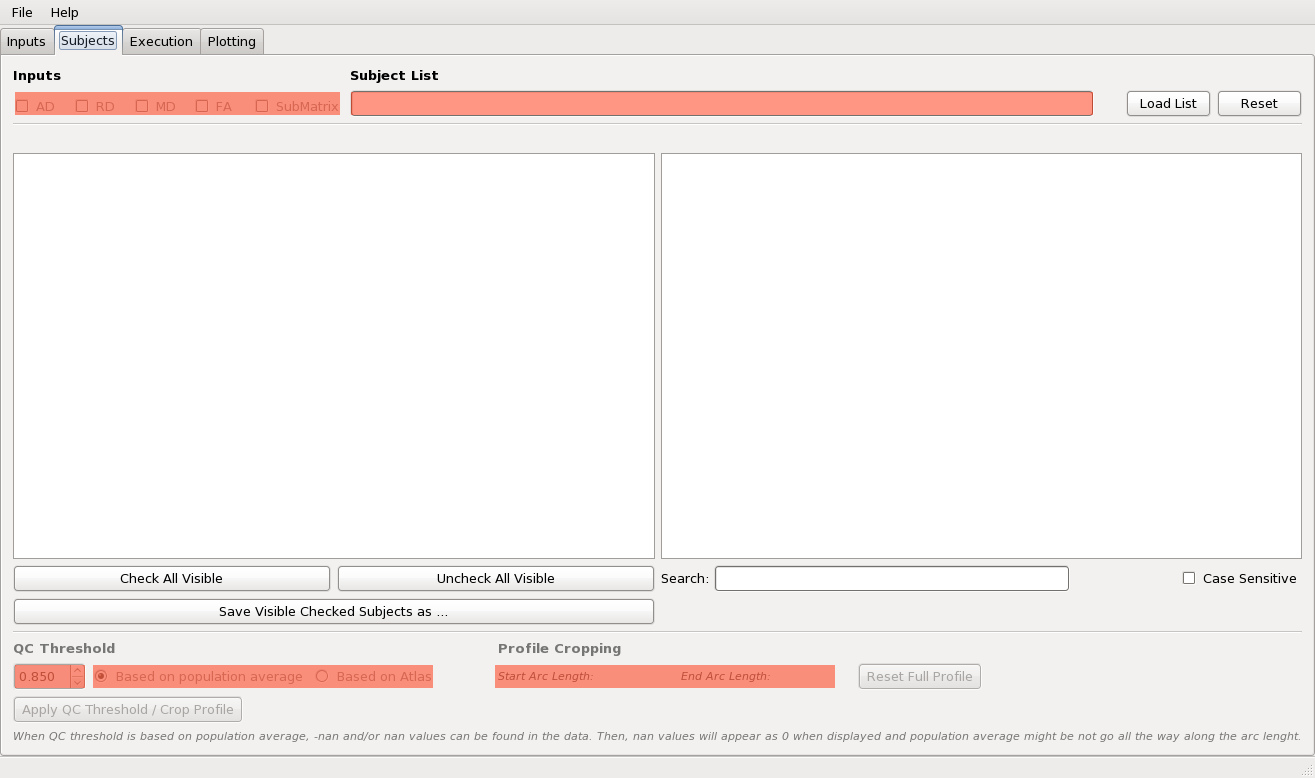 File Help
Inputs Subjects Execution Plotting
Inputs Subject List
AD RD MD FA SubMatrix Load List Reset
Check All Visible Uncheck All Visible Search: Case Sensitive
Save Visible Checked Subjects as ...
QC Threshold Profile Cropping
0.850 Based on population average Based on Atlas Start Arc Length: End Arc Length: Reset Full Profile
Apply QC Threshold / Crop Profile
When QC threshold is based on population average, -nan and/or nan values can be found in the data. Then, nan values will appear as 0 when displayed and population average might be not go all the way along the arc lenght.